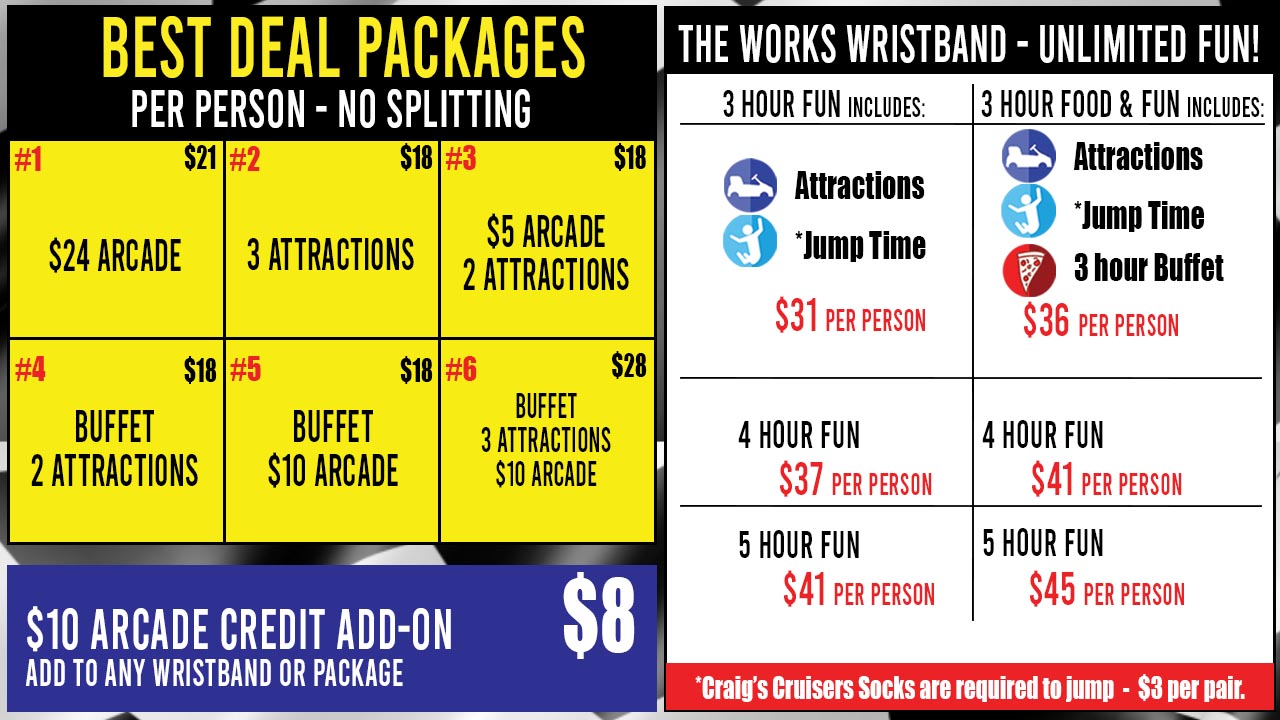 BEST DEAL PACKAGES
PER PERSON - NO SPLITTING
#1 $21
$24 ARCADE
#2 $18
3 ATTRACTIONS
#3 $18
$5 ARCADE
2 ATTRACTIONS
#4 $18
BUFFET
2 ATTRACTIONS
#5 $18
BUFFET
$10 ARCADE
#6 $28
BUFFET
3 ATTRACTIONS
$10 ARCADE
$10 ARCADE CREDIT ADD-ON
ADD TO ANY WRISTBAND OR PACKAGE
$8
THE WORKS WRISTBAND - UNLIMITED FUN!
3 HOUR FUN INCLUDES:
Attractions
*Jump Time
$31 PER PERSON
4 HOUR FUN
$37 PER PERSON
5 HOUR FUN
$41 PER PERSON
3 HOUR FOOD & FUN INCLUDES:
Attractions
*Jump Time
3 hour Buffet
$36 PER PERSON
4 HOUR FUN
$41 PER PERSON
5 HOUR FUN
$45 PER PERSON
*Craig's Cruisers Socks are required to jump - $3 per pair.